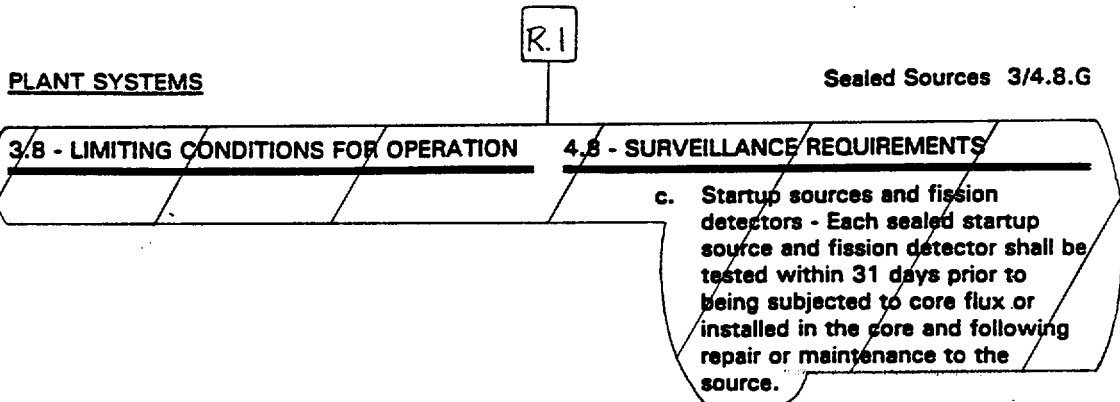 R.1
PLANT SYSTEMS
Sealed Sources 3/4.8.G
3.8 - LIMITING CONDITIONS FOR OPERATION
4.8 - SURVEILLANCE REQUIREMENTS
c. Startup sources and fission
detectors - Each sealed startup
source and fission detector shall be
tested within 31 days prior to
being subjected to core flux or
installed in the core and following
repair or maintenance to the
source.